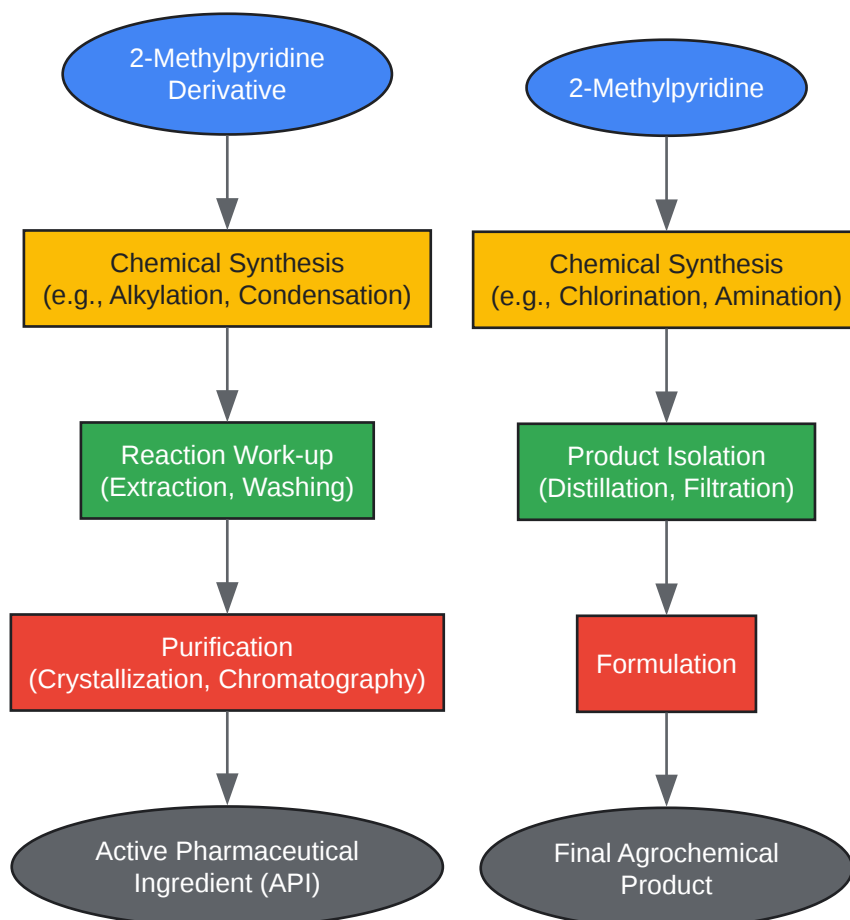 2-Methylpyridine
Derivative
Chemical Synthesis
(e.g., Alkylation, Condensation)
Reaction Work-up
(Extraction, Washing)
Purification
(Crystallization, Chromatography)
Active Pharmaceutical
Ingredient (API)
2-Methylpyridine
Chemical Synthesis
(e.g., Chlorination, Amination)
Product Isolation
(Distillation, Filtration)
Formulation
Final Agrochemical
Product